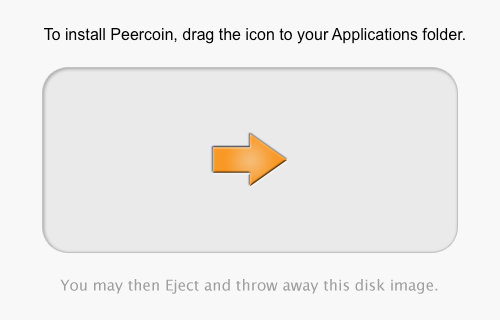 To install Peercoin, drag the icon to your Applications folder.
You may then Eject and throw away this disk image.